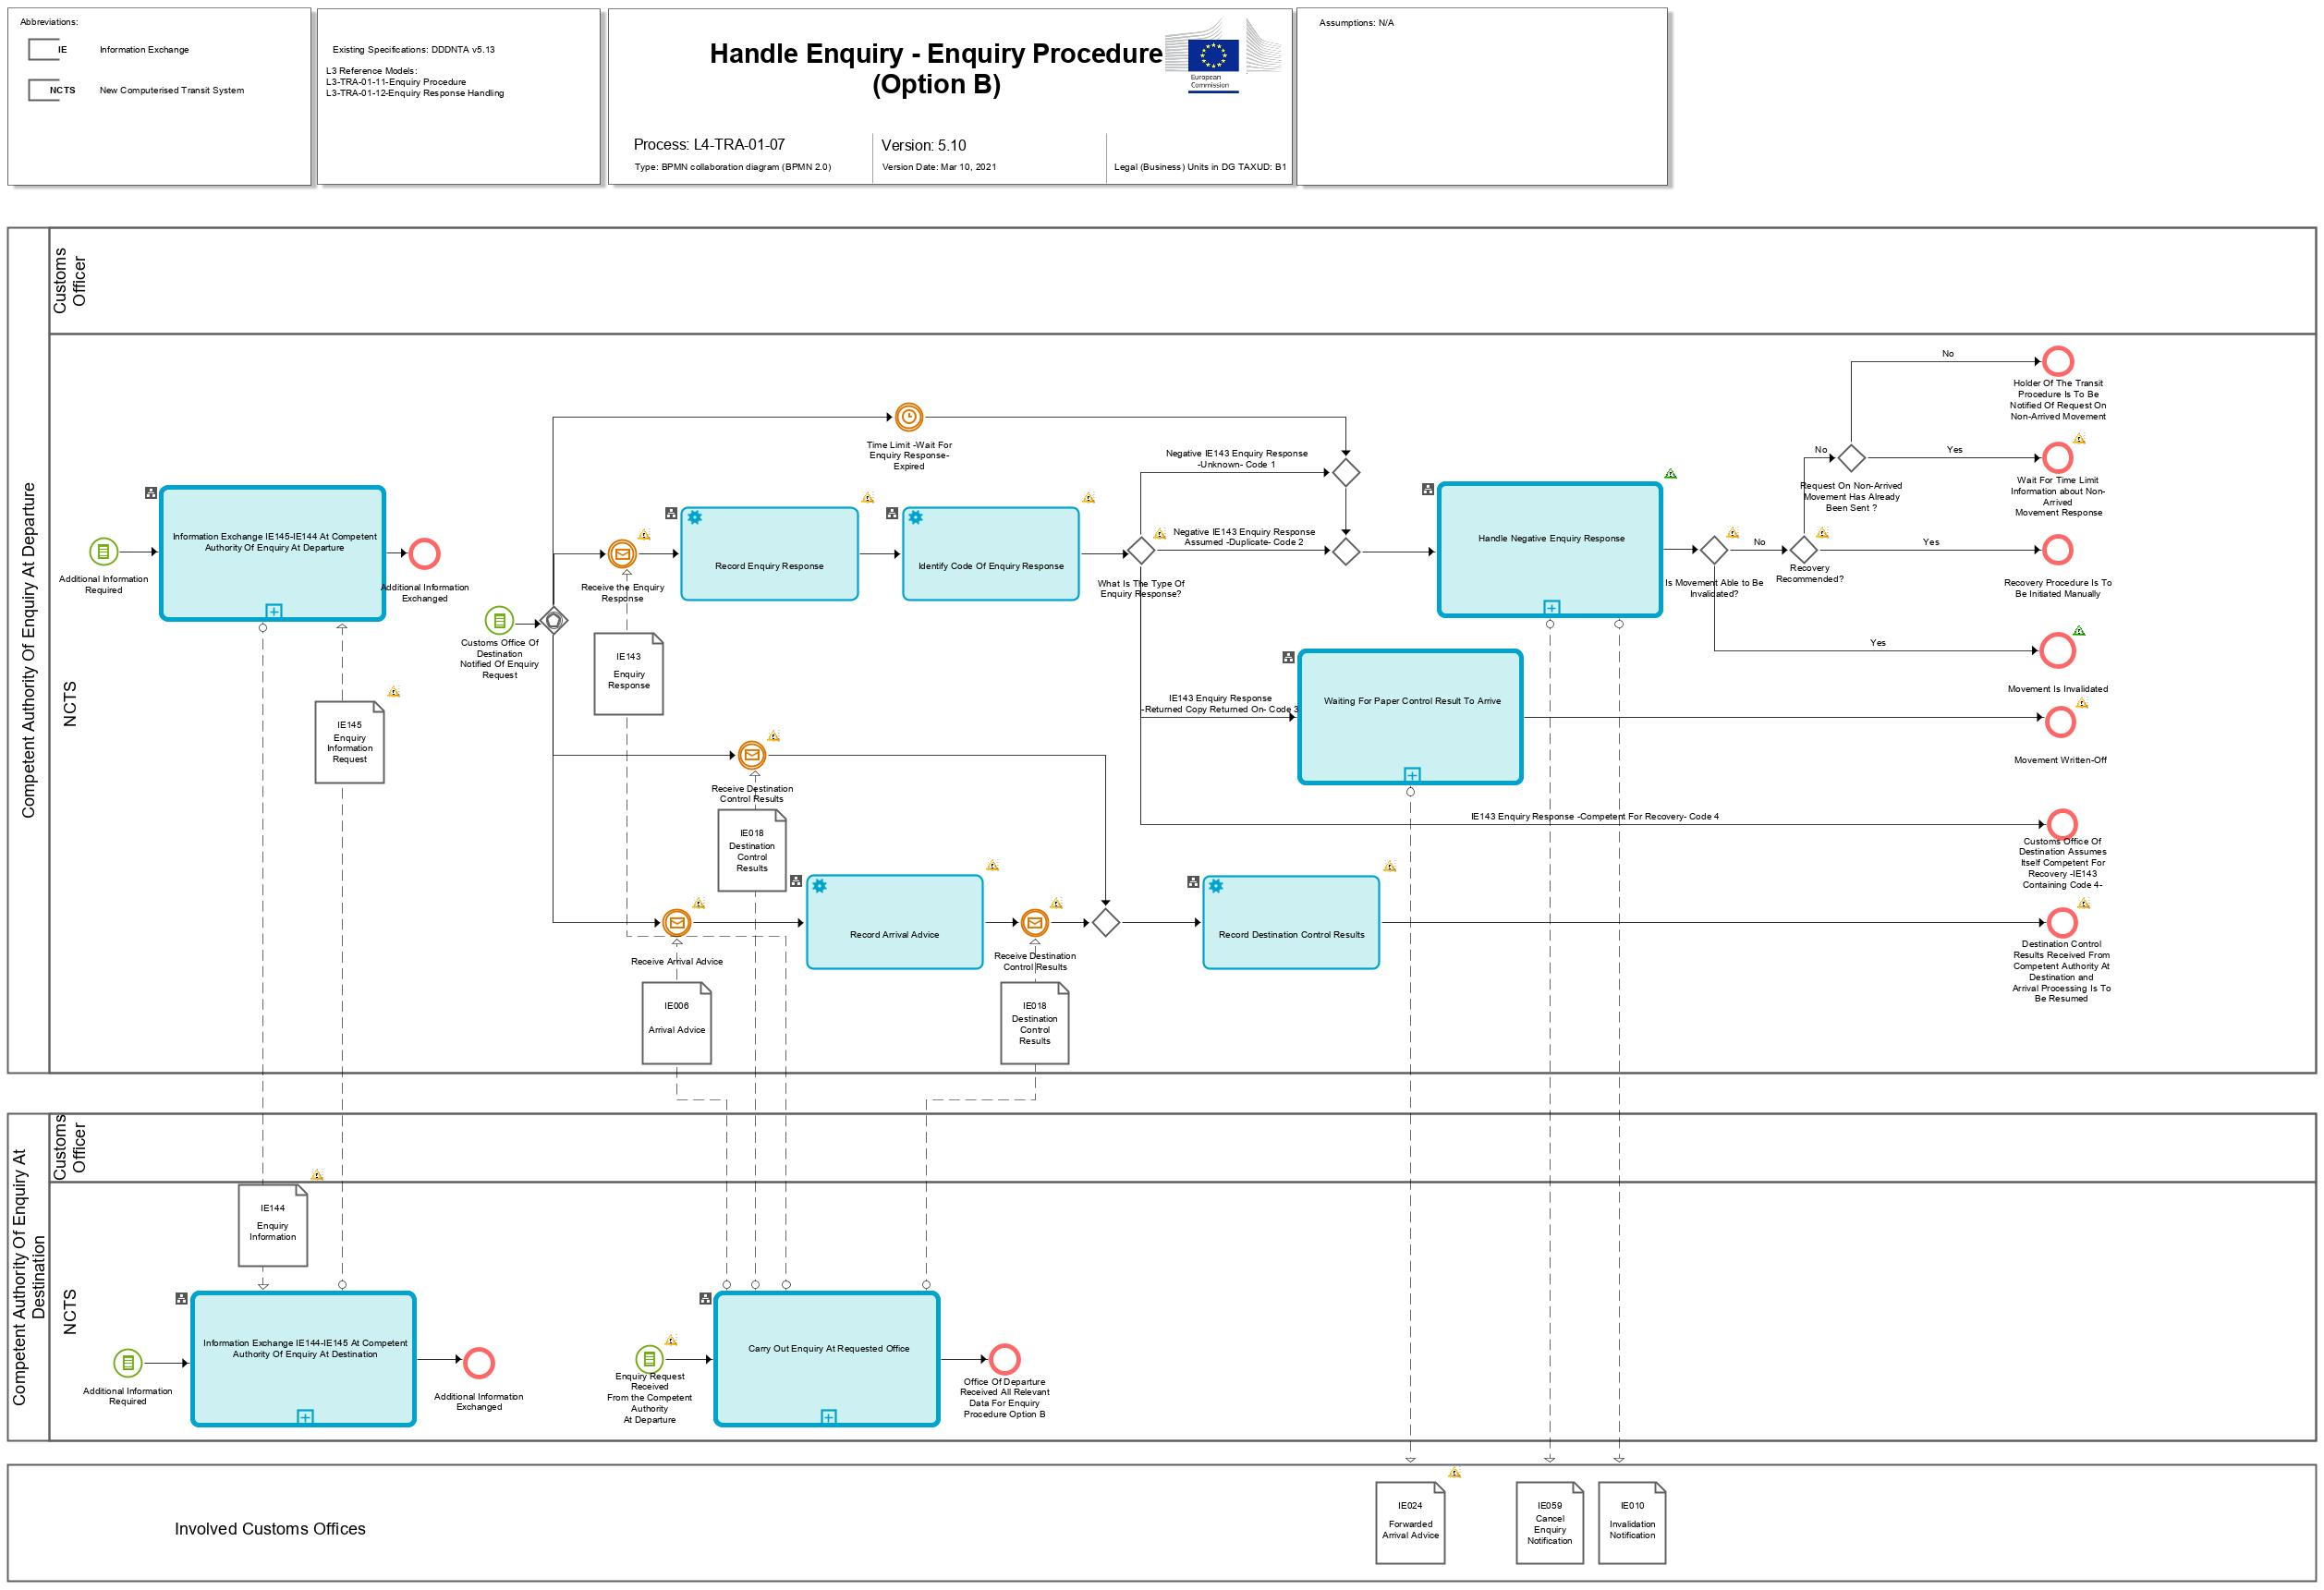 Abbreviations:
IE
Information Exchange
NCTS
New Computerised Transit System
Existing Specifications: DDDNTA v5.13
L3 Reference Models:
L3-TRA-01-11-Enquiry Procedure
L3-TRA-01-12-Enquiry Response Handling
Handle Enquiry - Enquiry Procedure
(Option B)
European
Commission
Process: L4-TRA-01-07
Type: BPMN collaboration diagram (BPMN 2.0)
Version: 5.10
Version Date: Mar 10, 2021
Legal (Business) Units in DG TAXUD: B1
Assumptions: N/A
Competent Authority Of Enquiry At Departure
Customs
Officer
NCTS
Additional Information
Required
Information Exchange IE145-IE144 At Competent
Authority Of Enquiry At Departure
Additional Information
Exchanged
IE145
Enquiry
Information
Request
Customs Office Of
Destination
Notified Of Enquiry
Request
Time Limit -Wait For
Enquiry Response-
Expired
Receive the Enquiry
Response
IE143
Enquiry
Response
Record Enquiry Response
Identify Code Of Enquiry Response
What Is The Type Of
Enquiry Response?
Negative IE143 Enquiry Response
-Unknown- Code 1
Negative IE143 Enquiry Response
Assumed -Duplicate- Code 2
IE143 Enquiry Response
-Returned Copy Returned On- Code 3
IE143 Enquiry Response -Competent For Recovery- Code 4
Handle Negative Enquiry Response
Waiting For Paper Control Result To Arrive
Is Movement Able to Be
Invalidated?
No
Yes
Recovery
Recommended?
No
Yes
Request On Non-Arrived
Movement Has Already
Been Sent ?
No
Yes
Holder Of The Transit
Procedure Is To Be
Notified Of Request On
Non-Arrived Movement
Wait For Time Limit
Information about Non-
Arrived
Movement Response
Recovery Procedure Is To
Be Initiated Manually
Movement Is Invalidated
Movement Written-Off
Customs Office Of
Destination Assumes
Itself Competent For
Recovery -IE143
Containing Code 4-
Destination Control
Results Received From
Competent Authority At
Destination and
Arrival Processing Is To
Be Resumed
Receive Destination
Control Results
IE018
Destination
Control
Results
Receive Arrival Advice
IE006
Arrival Advice
Record Arrival Advice
Receive Destination
Control Results
IE018
Destination
Control
Results
Record Destination Control Results
Competent Authority Of Enquiry At
Destination
Customs
Officer
NCTS
IE144
Enquiry
Information
Additional Information
Required
Information Exchange IE144-IE145 At Competent
Authority Of Enquiry At Destination
Additional Information
Exchanged
Enquiry Request
Received
From the Competent
Authority
At Departure
Carry Out Enquiry At Requested Office
Office Of Departure
Received All Relevant
Data For Enquiry
Procedure Option B
Involved Customs Offices
IE024
Forwarded
Arrival Advice
IE059
Cancel
Enquiry
Notification
IE010
Invalidation
Notification